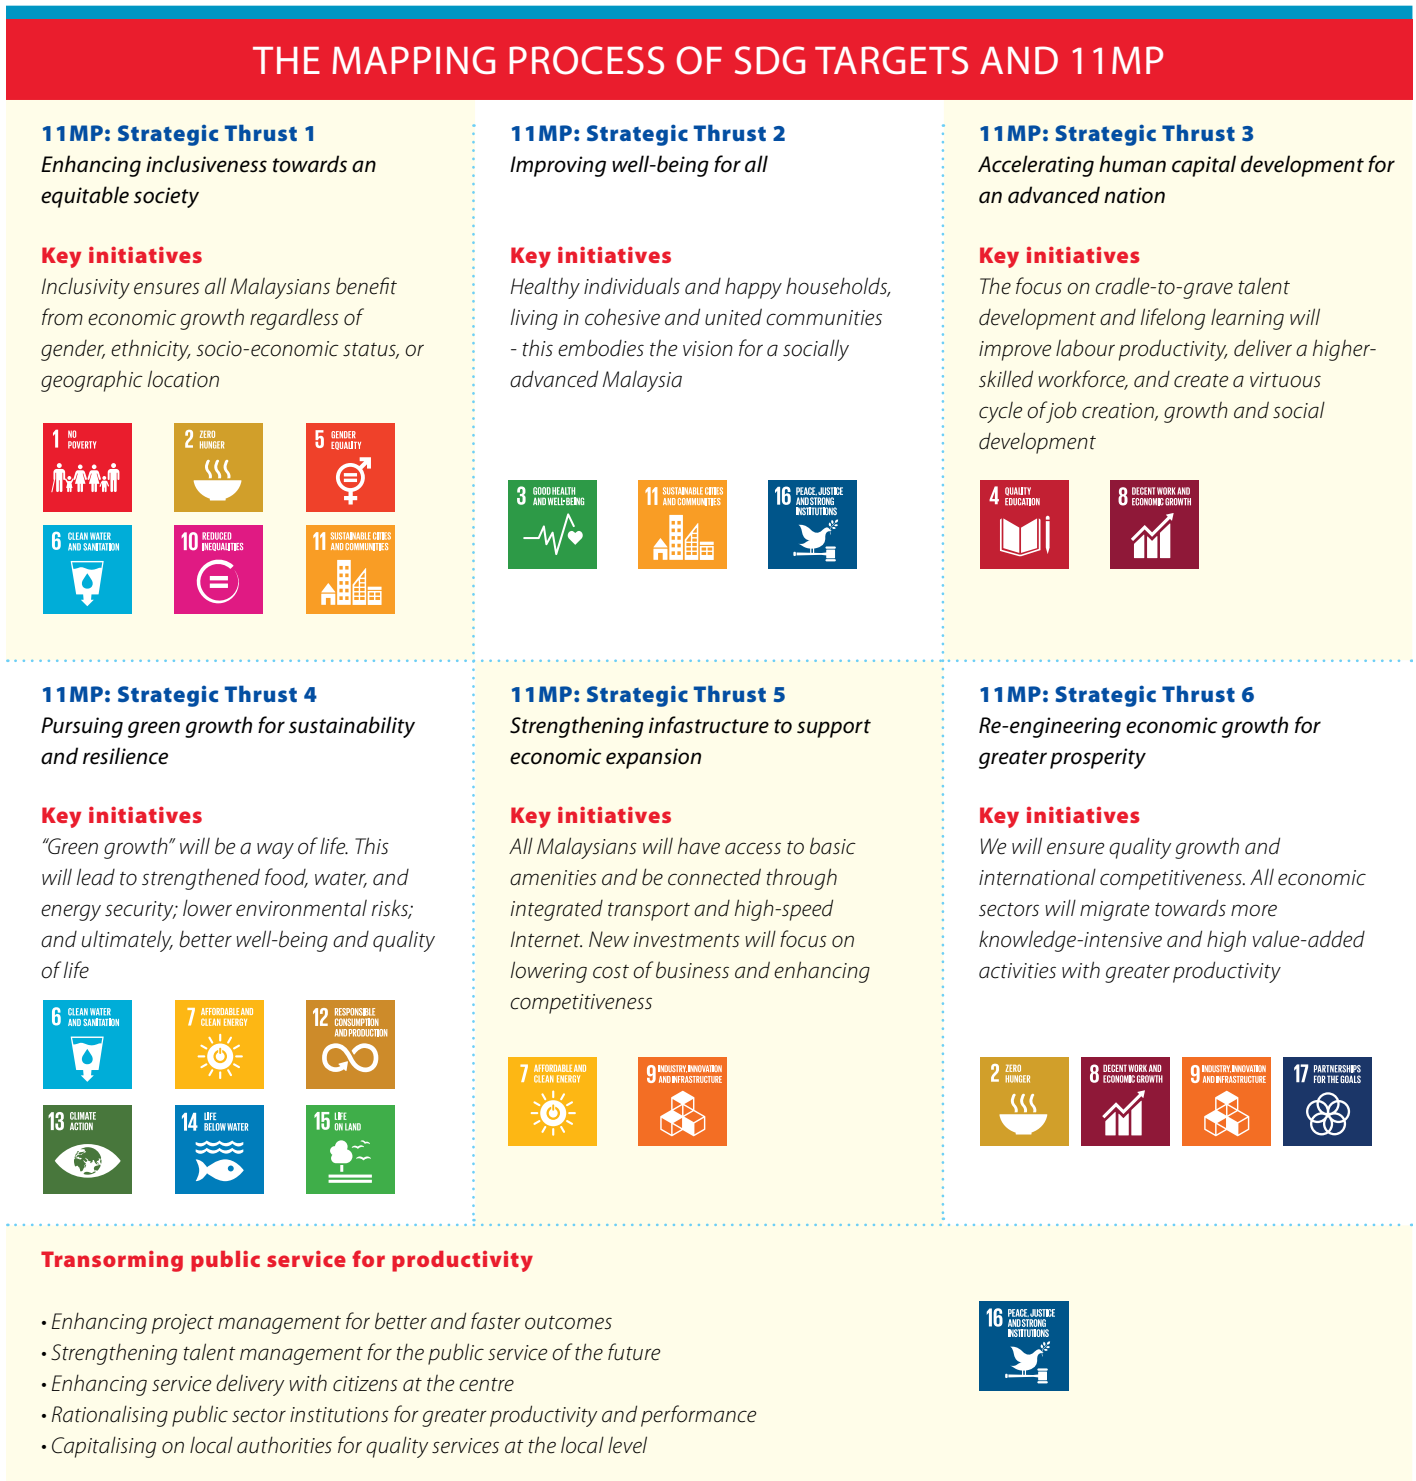 THE MAPPING PROCESS OF SDG TARGETS AND 11MP
11MP: Strategic Thrust 1
Enhancing inclusiveness towards an
equitable society
Key initiatives
Inclusivity ensures all Malaysians benefit
from economic growth regardless of
gender, ethnicity, socio-economic status, or
geographic location
1 NO
POVERTY
2 ZERO
HUNGER
5 GENDER
EQUALITY
6 CLEAN WATER
AND SANITATION
10 REDUCED
INEQUALITIES
11 SUSTAINABLE CITIES
AND COMMUNITIES
11MP: Strategic Thrust 2
Improving well-being for all
Key initiatives
Healthy individuals and happy households,
living in cohesive and united communities
- this embodies the vision for a socially
advanced Malaysia
3 GOOD HEALTH
AND WELL-BEING
11 SUSTAINABLE CITIES
AND COMMUNITIES
16 PEACE, JUSTICE
AND STRONG
INSTITUTIONS
11MP: Strategic Thrust 3
Accelerating human capital development for
an advanced nation
Key initiatives
The focus on cradle-to-grave talent
development and lifelong learning will
improve labour productivity, deliver a higher-
skilled workforce, and create a virtuous
cycle of job creation, growth and social
development
4 QUALITY
EDUCATION
8 DECENT WORK AND
ECONOMIC GROWTH
11MP: Strategic Thrust 4
Pursuing green growth for sustainability
and resilience
Key initiatives
“Green growth” will be a way of life. This
will lead to strengthened food, water, and
energy security; lower environmental risks;
and ultimately, better well-being and quality
of life
6 CLEAN WATER
AND SANITATION
7 AFFORDABLE AND
CLEAN ENERGY
12 RESPONSIBLE
CONSUMPTION
AND PRODUCTION
13 CLIMATE
ACTION
14 LIFE
BELOW WATER
15 LIFE
ON LAND
11MP: Strategic Thrust 5
Strengthening infastructure to support
economic expansion
Key initiatives
All Malaysians will have access to basic
amenities and be connected through
integrated transport and high-speed
Internet. New investments will focus on
lowering cost of business and enhancing
competitiveness
7 AFFORDABLE AND
CLEAN ENERGY
9 INDUSTRY, INNOVATION
AND INFRASTRUCTURE
11MP: Strategic Thrust 6
Re-engineering economic growth for
greater prosperity
Key initiatives
We will ensure quality growth and
international competitiveness. All economic
sectors will migrate towards more
knowledge-intensive and high value-added
activities with greater productivity
2 ZERO
HUNGER
8 DECENT WORK AND
ECONOMIC GROWTH
9 INDUSTRY, INNOVATION
AND INFRASTRUCTURE
17 PARTNERSHIPS
FOR THE GOALS
Transorming public service for productivity
• Enhancing project management for better and faster outcomes
• Strengthening talent management for the public service of the future
• Enhancing service delivery with citizens at the centre
• Rationalising public sector institutions for greater productivity and performance
• Capitalising on local authorities for quality services at the local level
16 PEACE, JUSTICE
AND STRONG
INSTITUTIONS